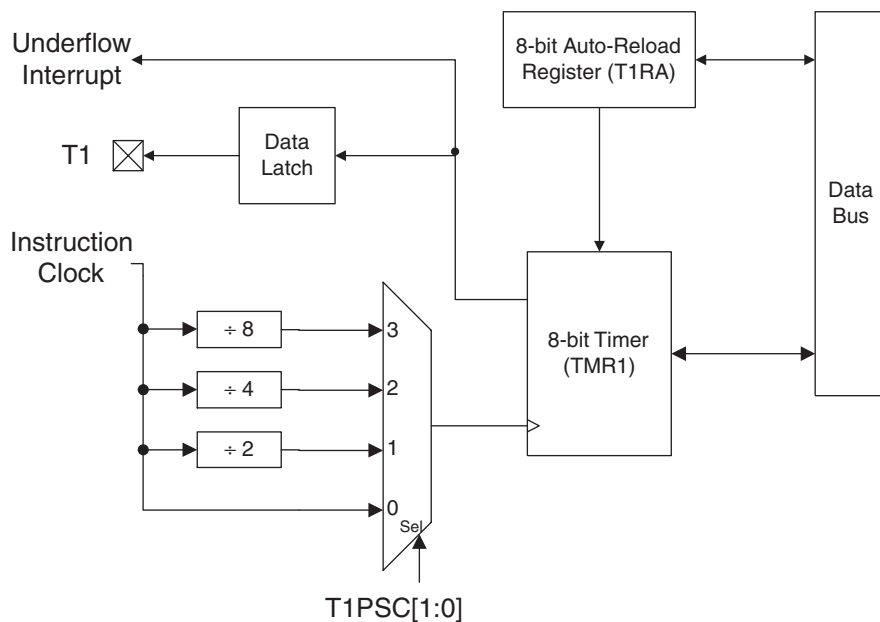 Underflow
Interrupt
8-bit Auto-Reload
Register (T1RA)
T1
Data
Latch
Data
Bus
Instruction
Clock
÷ 8
3
÷ 4
2
÷ 2
1
0
Sel
8-bit Timer
(TMR1)
T1PSC[1:0]